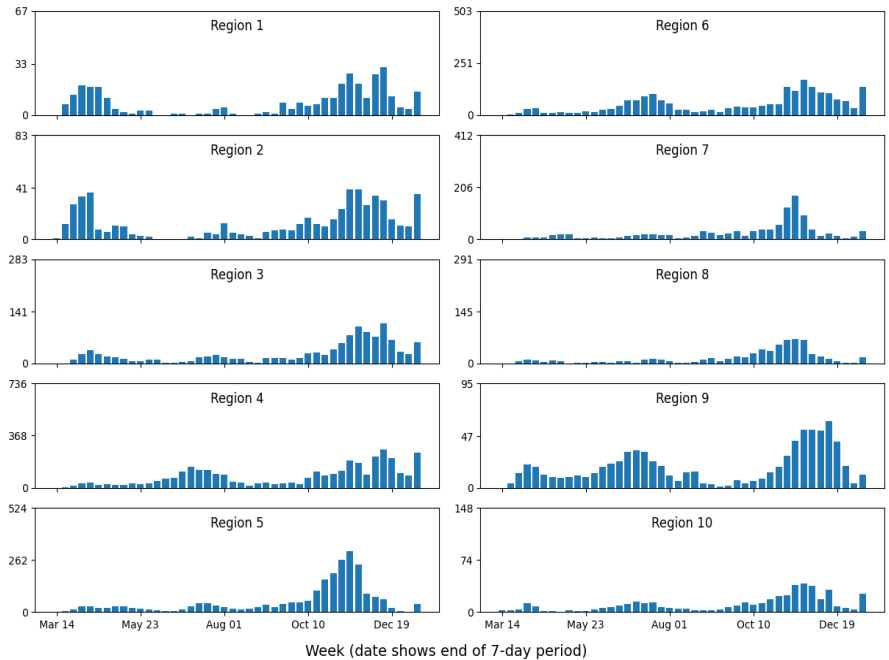 67
Region 1
33
0
503
Region 6
251
0
83
Region 2
41
0
412
Region 7
206
0
283
Region 3
141
0
291
Region 8
145
0
736
Region 4
368
0
95
Region 9
47
0
524
Region 5
262
0
Mar 14 May 23 Aug 01 Oct 10 Dec 19
148
Region 10
74
0
Mar 14 May 23 Aug 01 Oct 10 Dec 19
Week (date shows end of 7-day period)